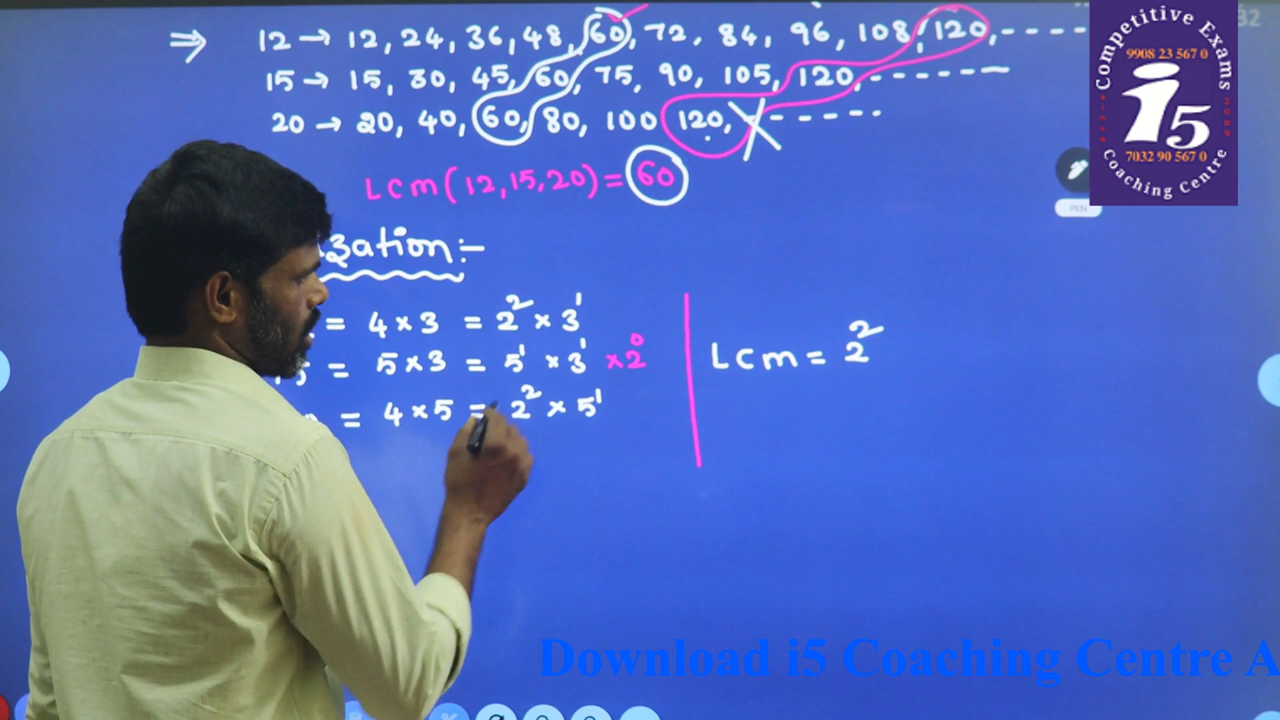 ⇒ 12 → 12, 24, 36, 48, 60, 72, 84, 96, 108, 120, ----
15 → 15, 30, 45, 60, 75, 90, 105, 120, ------
20 → 20, 40, 60, 80, 100 120, ------
Lcm(12,15,20) = 60
zation :-
= 4 × 3 = 2² × 3¹
5 = 5 × 3 = 5¹ × 3¹ × 2⁰
= 4 × 5 = 2² × 5¹
Lcm = 2²
Competitive Exams
9908 23 567 0
i5
7032 90 567 0
Coaching Centre
32
PEN
Download i5 Coaching Centre A